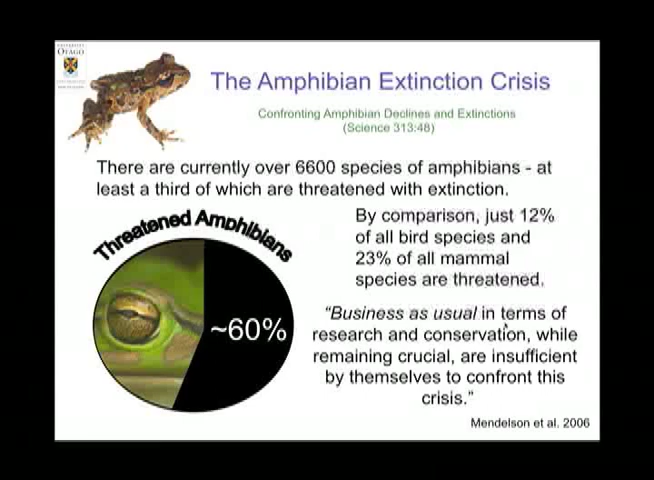 OTAGO
The Amphibian Extinction Crisis
Confronting Amphibian Declines and Extinctions
(Science 313:48)
There are currently over 6600 species of amphibians - at
least a third of which are threatened with extinction.
Threatened Amphibians
~60%
By comparison, just 12%
of all bird species and
23% of all mammal
species are threatened.
“Business as usual in terms of
research and conservation, while
remaining crucial, are insufficient
by themselves to confront this
crisis.”
Mendelson et al. 2006